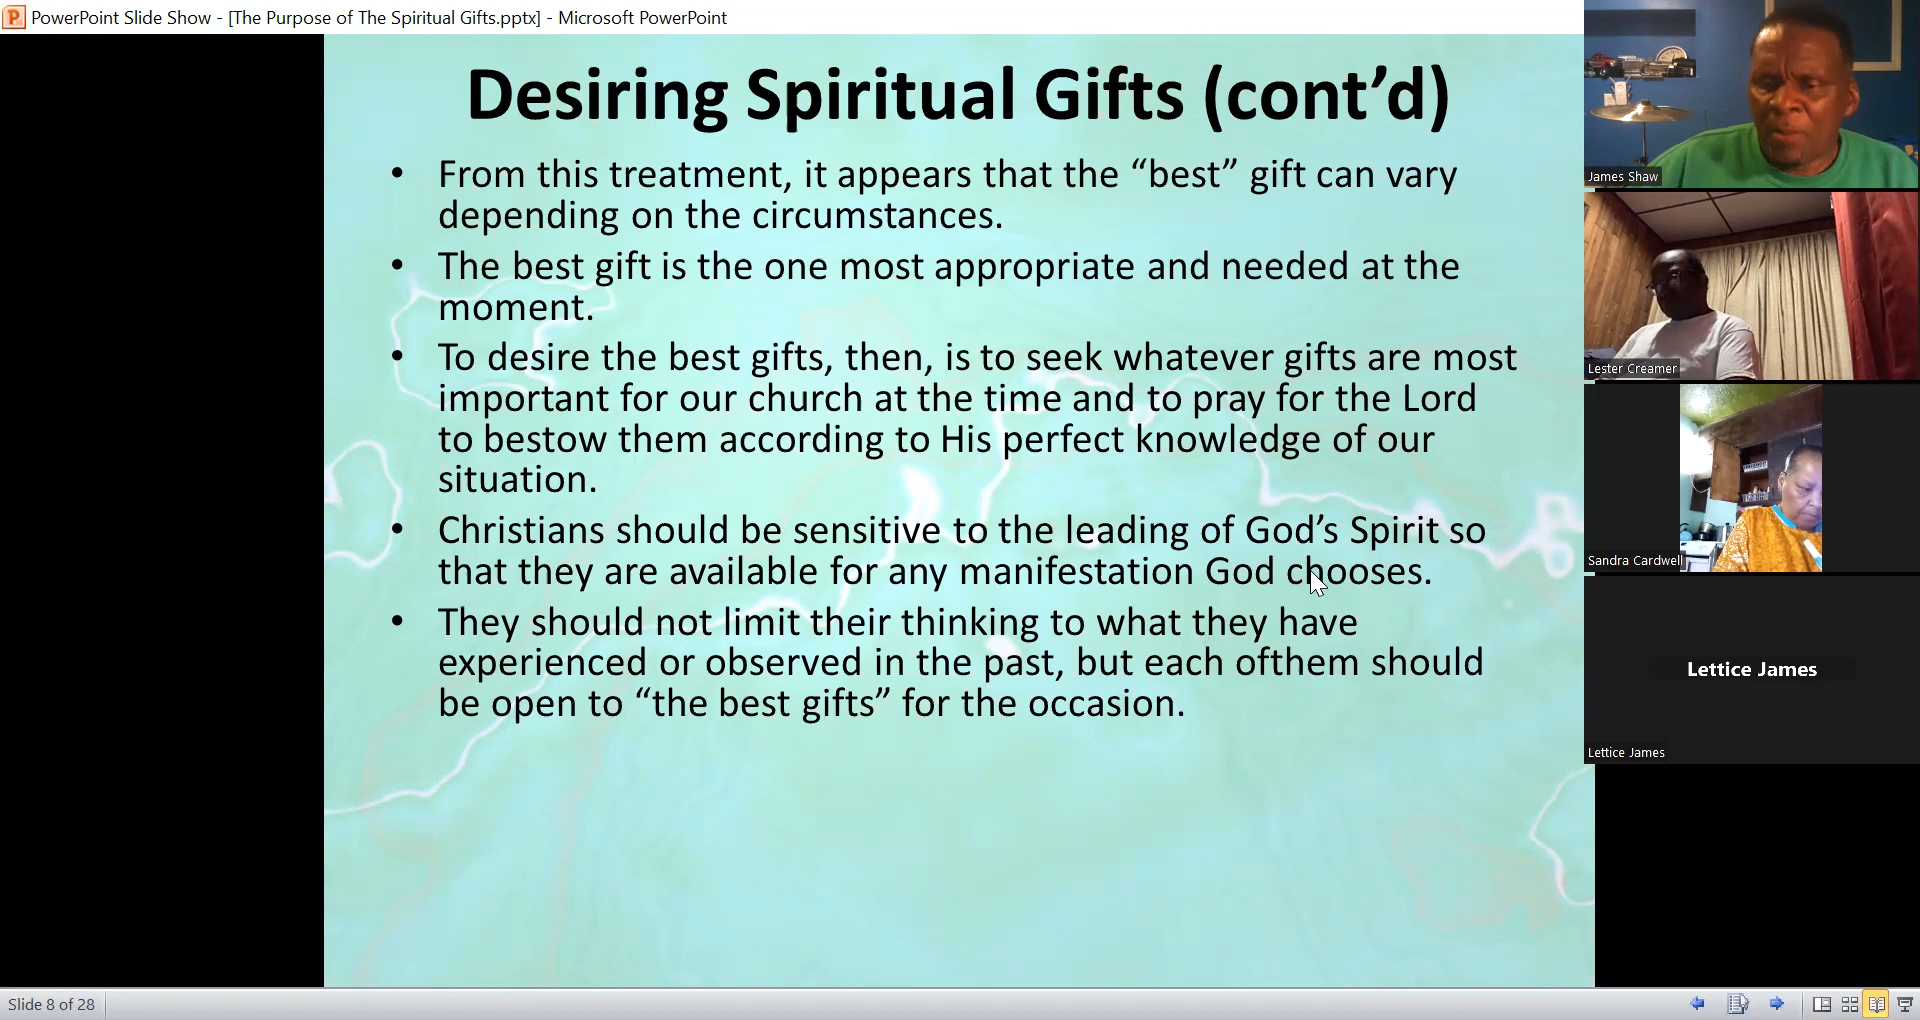 PowerPoint Slide Show - [The Purpose of The Spiritual Gifts.pptx] - Microsoft PowerPoint
Desiring Spiritual Gifts (cont’d)
• From this treatment, it appears that the “best” gift can vary
depending on the circumstances.
• The best gift is the one most appropriate and needed at the
moment.
• To desire the best gifts, then, is to seek whatever gifts are most
important for our church at the time and to pray for the Lord
to bestow them according to His perfect knowledge of our
situation.
• Christians should be sensitive to the leading of God’s Spirit so
that they are available for any manifestation God chooses.
• They should not limit their thinking to what they have
experienced or observed in the past, but each ofthem should
be open to “the best gifts” for the occasion.
James Shaw
Lester Creamer
Sandra Cardwell
Lettice James
Lettice James
Slide 8 of 28